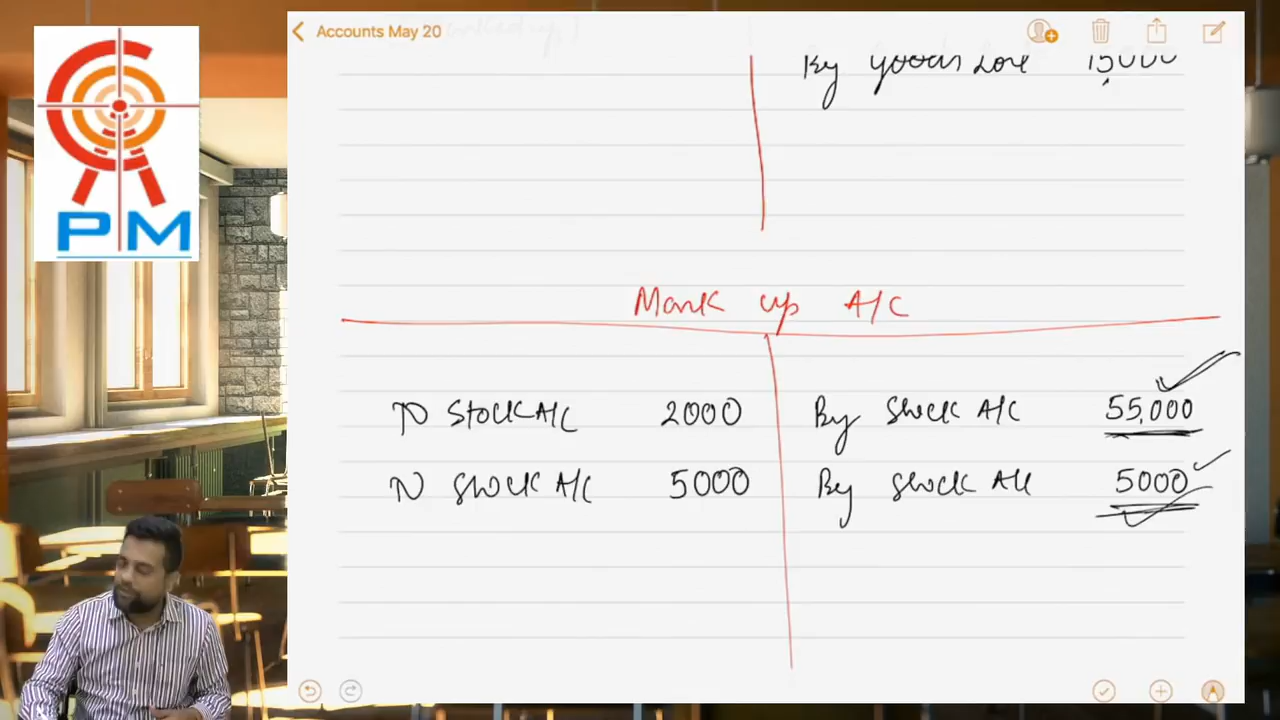 PM
Accounts May 20
By goods Lost 15000
Mark up A/C
To Stock A/C 2000 By Stock A/C 55,000
To Stock A/C 5000 By Stock A/C 5000